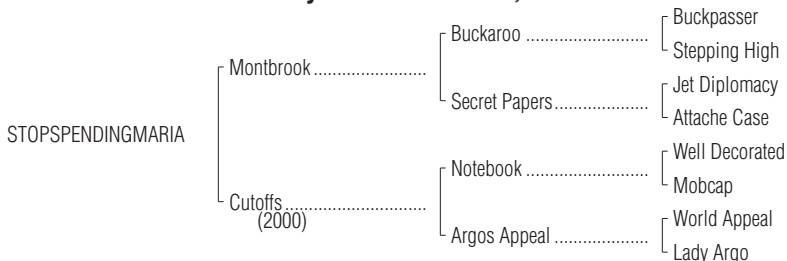 Buckpasser
Buckaroo ................................
Stepping High
Montbrook ........................
Jet Diplomacy
Secret Papers.........................
Attache Case
STOPSPENDINGMARIA
Well Decorated
Notebook ................................
Mobcap
Cutoffs ..............................
(2000)
World Appeal
Argos Appeal .........................
Lady Argo